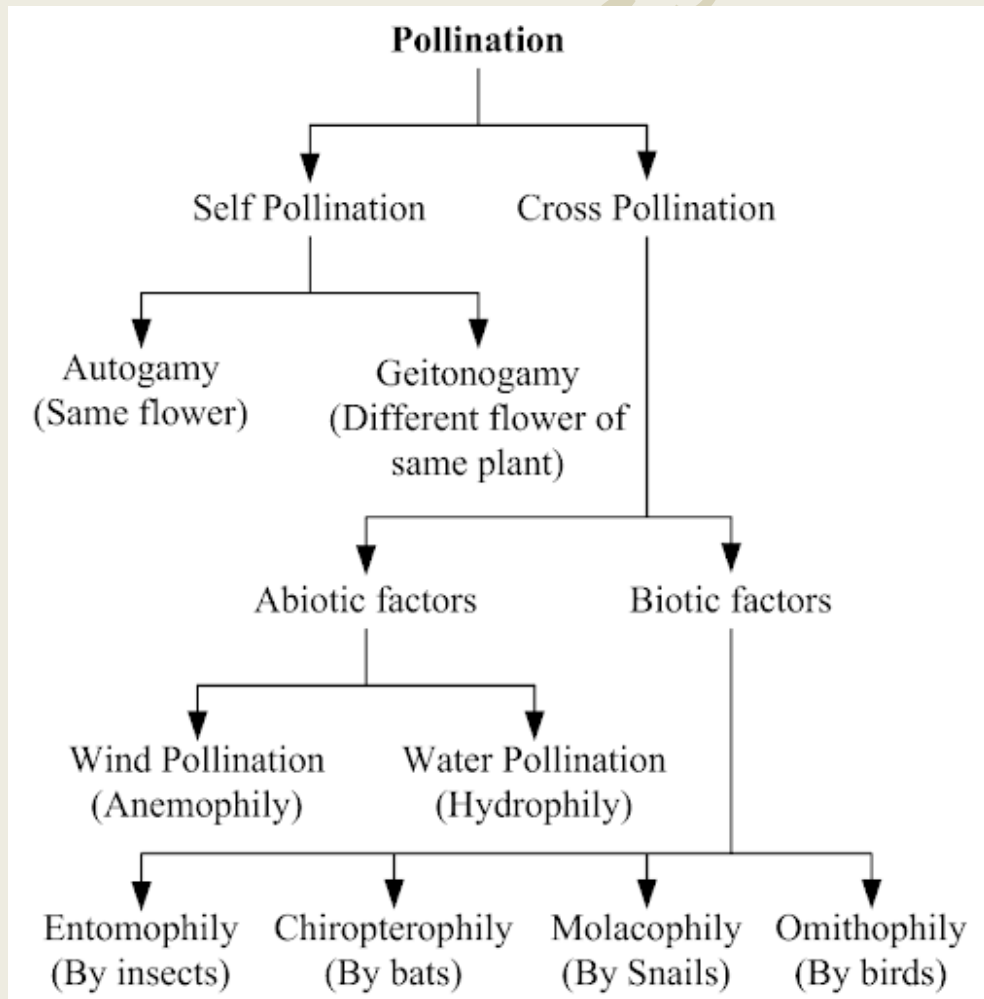 Pollination
Self Pollination
Cross Pollination
Autogamy
(Same flower)
Geitonogamy
(Different flower of
same plant)
Abiotic factors
Biotic factors
Wind Pollination
(Anemophily)
Water Pollination
(Hydrophily)
Entomophily
(By insects)
Chiropterophily
(By bats)
Molacophily
(By Snails)
Omithophily
(By birds)